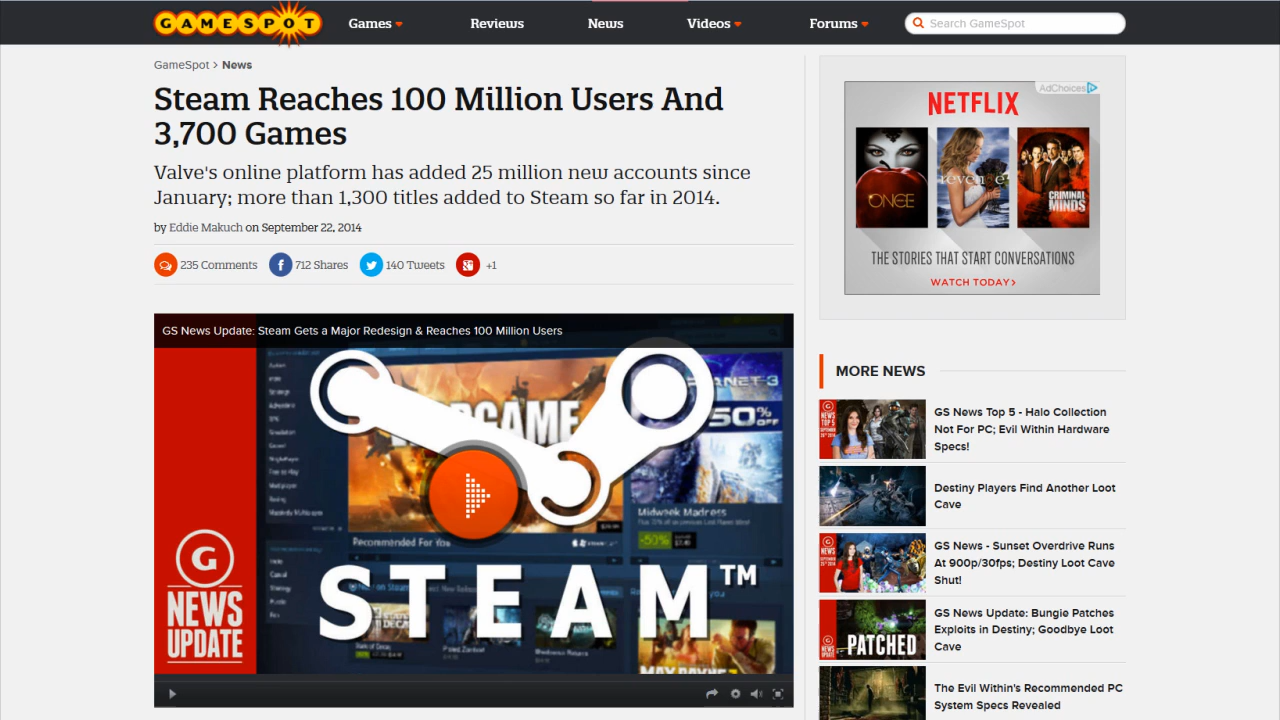 GAMESPOT
Games
Reviews
News
Videos
Forums
Search GameSpot
GameSpot > News
Steam Reaches 100 Million Users And
3,700 Games
Valve's online platform has added 25 million new accounts since
January; more than 1,300 titles added to Steam so far in 2014.
by Eddie Makuch on September 22, 2014
235 Comments
712 Shares
140 Tweets
+1
GS News Update: Steam Gets a Major Redesign & Reaches 100 Million Users
50% OFF
Midweek Madness
-50%
Recommended For You
STEAM™
MAX PAYNE
G
NEWS
UPDATE
AdChoices
NETFLIX
ONCE
revenge
CRIMINAL
MINDS
THE STORIES THAT START CONVERSATIONS
WATCH TODAY >
MORE NEWS
G
NEWS
TOP 5
GS News Top 5 - Halo Collection
Not For PC; Evil Within Hardware
Specs!
Destiny Players Find Another Loot
Cave
G
NEWS
GS News - Sunset Overdrive Runs
At 900p/30fps; Destiny Loot Cave
Shut!
G
NEWS
UPDATE
PATCHED
GS News Update: Bungie Patches
Exploits in Destiny; Goodbye Loot
Cave
The Evil Within's Recommended PC
System Specs Revealed